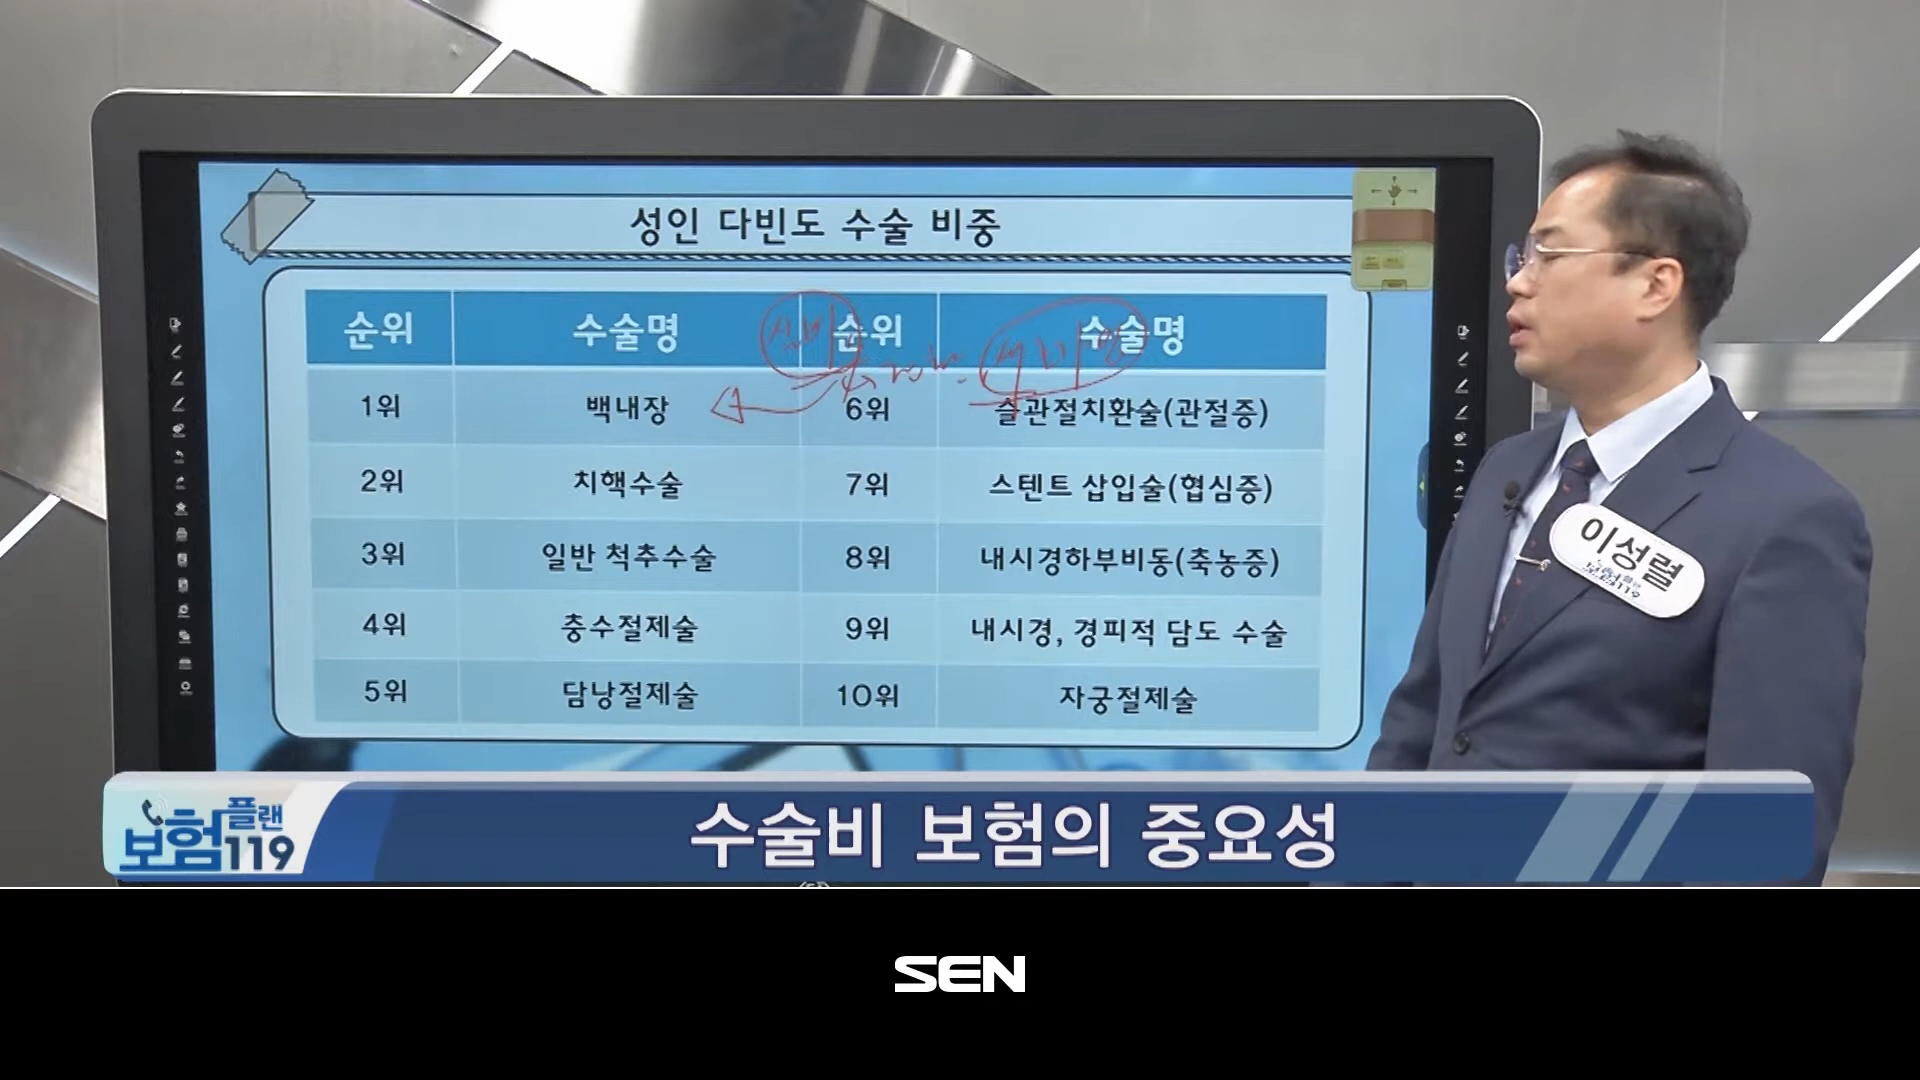 성인 다빈도 수술 비중
순위 수술명 순위 수술명
1위 백내장 6위 슬관절치환술(관절증)
2위 치핵수술 7위 스텐트 삽입술(협심증)
3위 일반 척추수술 8위 내시경하부비동(축농증)
4위 충수절제술 9위 내시경, 경피적 담도 수술
5위 담낭절제술 10위 자궁절제술
이성렬
보험플랜119
수술비 보험의 중요성
SEN